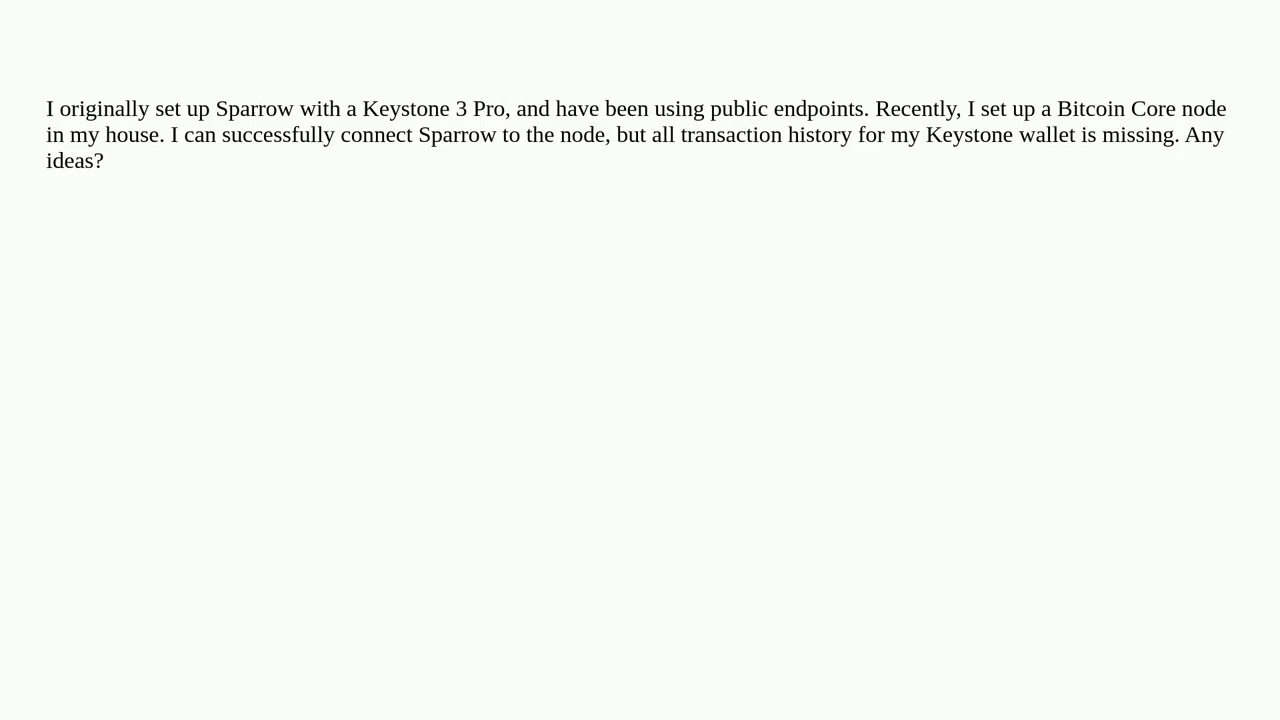 I originally set up Sparrow with a Keystone 3 Pro, and have been using public endpoints. Recently, I set up a Bitcoin Core node
in my house. I can successfully connect Sparrow to the node, but all transaction history for my Keystone wallet is missing. Any
ideas?